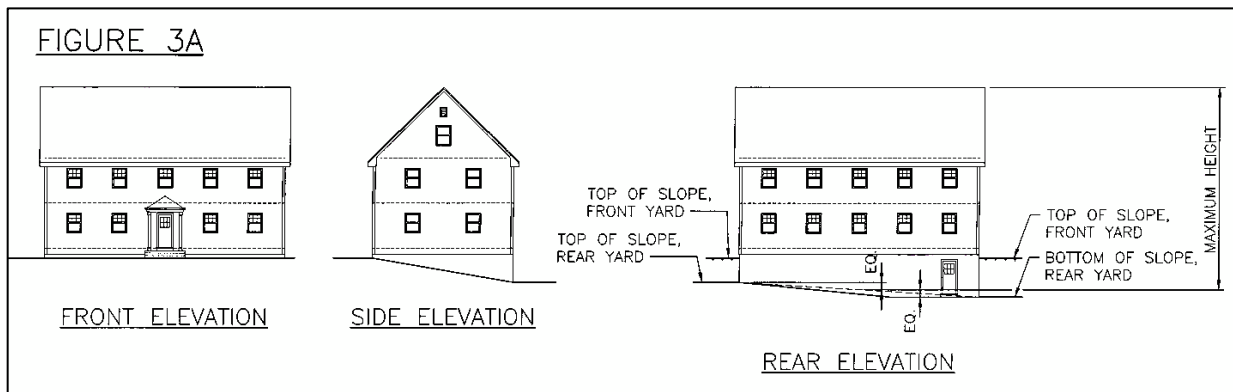 FIGURE 3A
FRONT ELEVATION
SIDE ELEVATION
TOP OF SLOPE,
FRONT YARD
TOP OF SLOPE,
REAR YARD
EQ.
EQ.
TOP OF SLOPE,
FRONT YARD
BOTTOM OF SLOPE,
REAR YARD
MAXIMUM HEIGHT
REAR ELEVATION